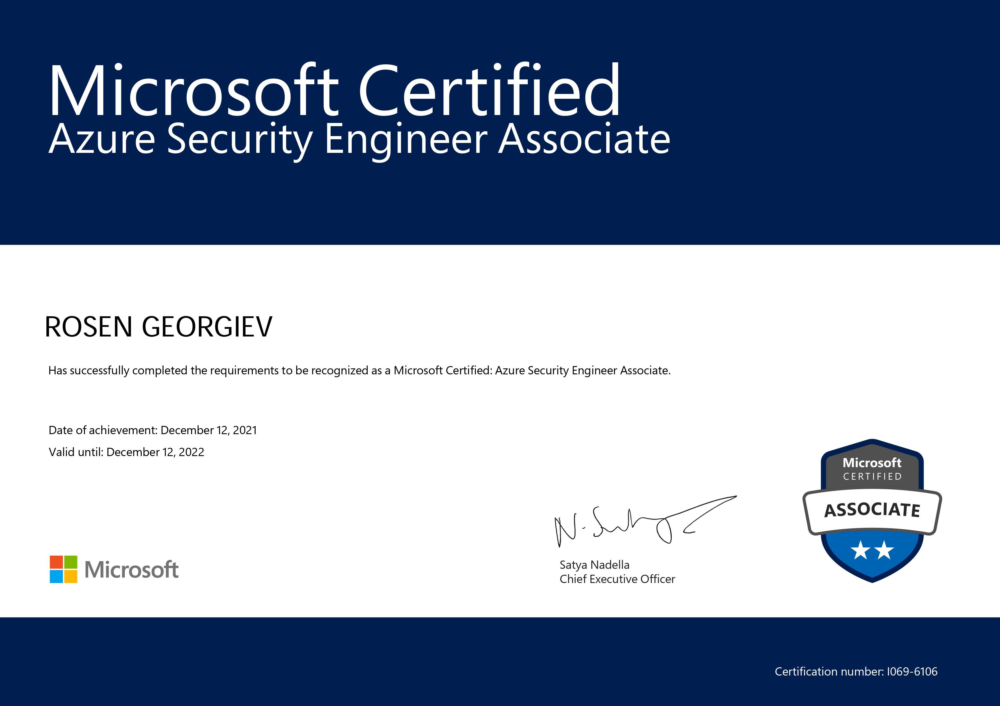 Microsoft Certified
Azure Security Engineer Associate
ROSEN GEORGIEV
Has successfully completed the requirements to be recognized as a Microsoft Certified: Azure Security Engineer Associate.
Date of achievement: December 12, 2021
Valid until: December 12, 2022
Microsoft
CERTIFIED
ASSOCIATE
Microsoft
Satya Nadella
Chief Executive Officer
Certification number: I069-6106